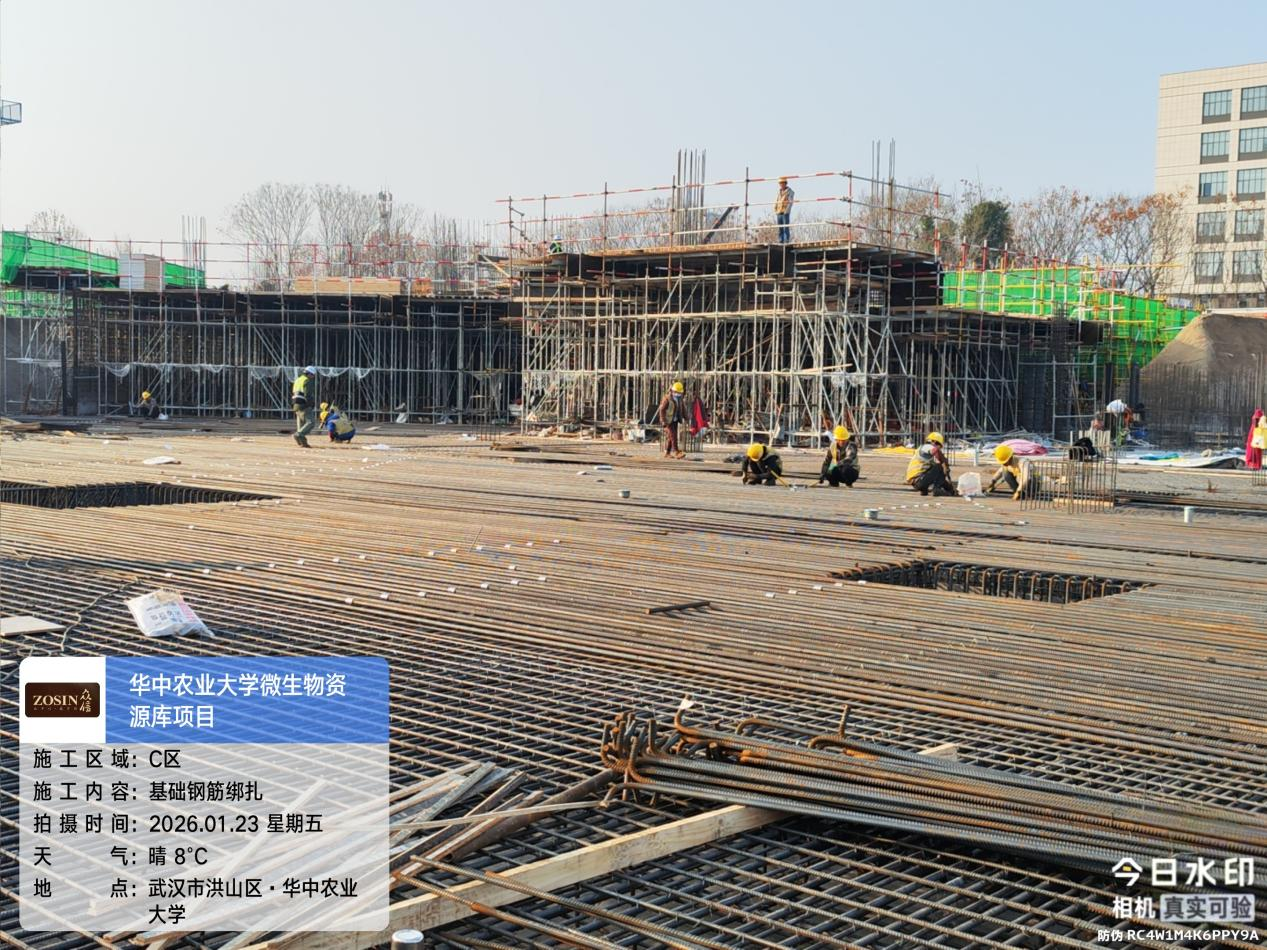 ZOSIN 众信
华中农业大学微生物资
源库项目
施工区域：C区
施工内容：基础钢筋绑扎
拍摄时间：2026.01.23 星期五
天气：晴 8℃
地点：武汉市洪山区·华中农业
大学
今日水印
相机 真实可验
防伪 RC4W1M4K6PPY9A